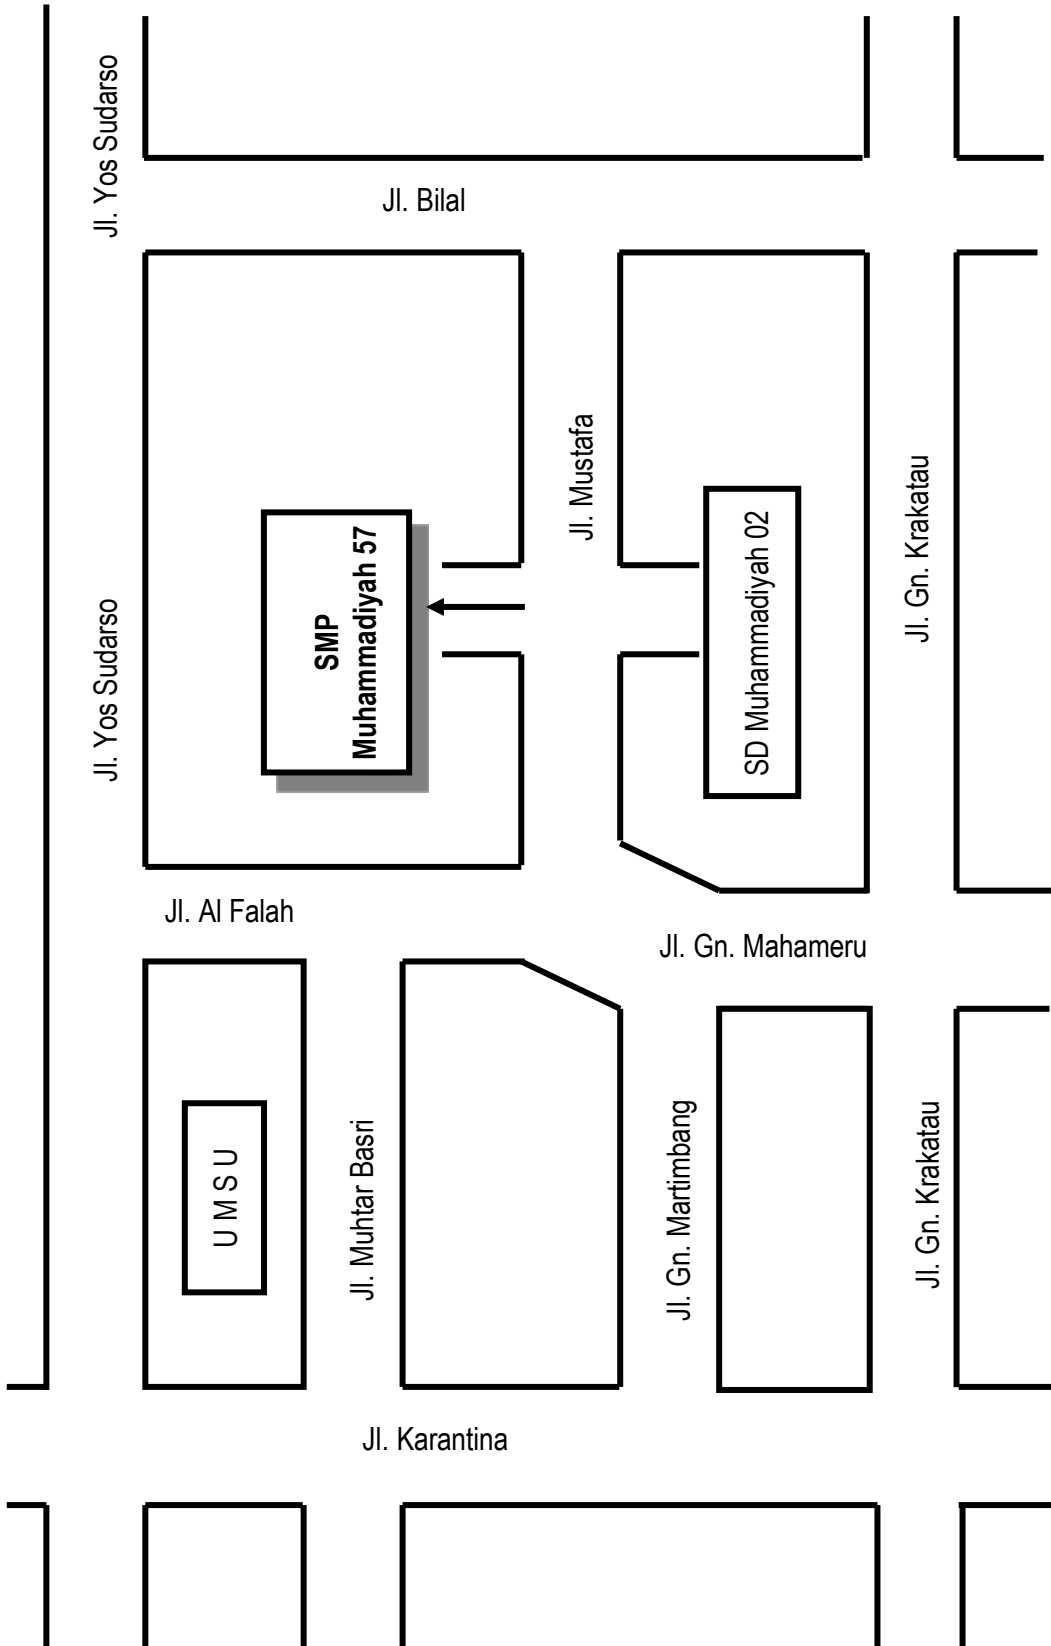 Jl. Yos Sudarso
Jl. Bilal
Jl. Mustafa
Jl. Gn. Krakatau
SMP
Muhammadiyah 57
SD Muhammadiyah 02
Jl. Yos Sudarso
Jl. Al Falah
Jl. Gn. Mahameru
U M S U
Jl. Muhtar Basri
Jl. Gn. Martimbang
Jl. Gn. Krakatau
Jl. Karantina